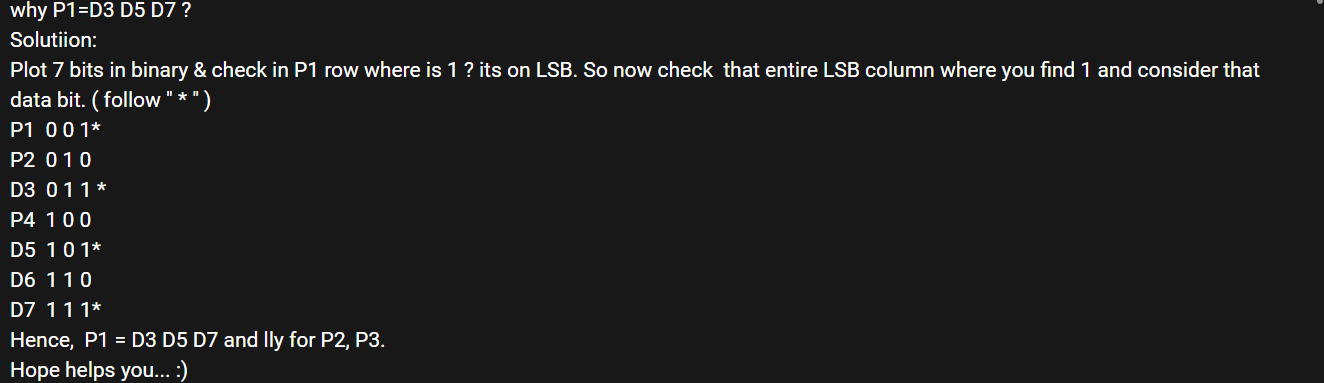 why P1=D3 D5 D7 ?
Solutiion:
Plot 7 bits in binary & check in P1 row where is 1 ? its on LSB. So now check that entire LSB column where you find 1 and consider that
data bit. ( follow " * " )
P1 0 0 1*
P2 0 1 0
D3 0 1 1 *
P4 1 0 0
D5 1 0 1*
D6 1 1 0
D7 1 1 1*
Hence, P1 = D3 D5 D7 and lly for P2, P3.
Hope helps you... :)